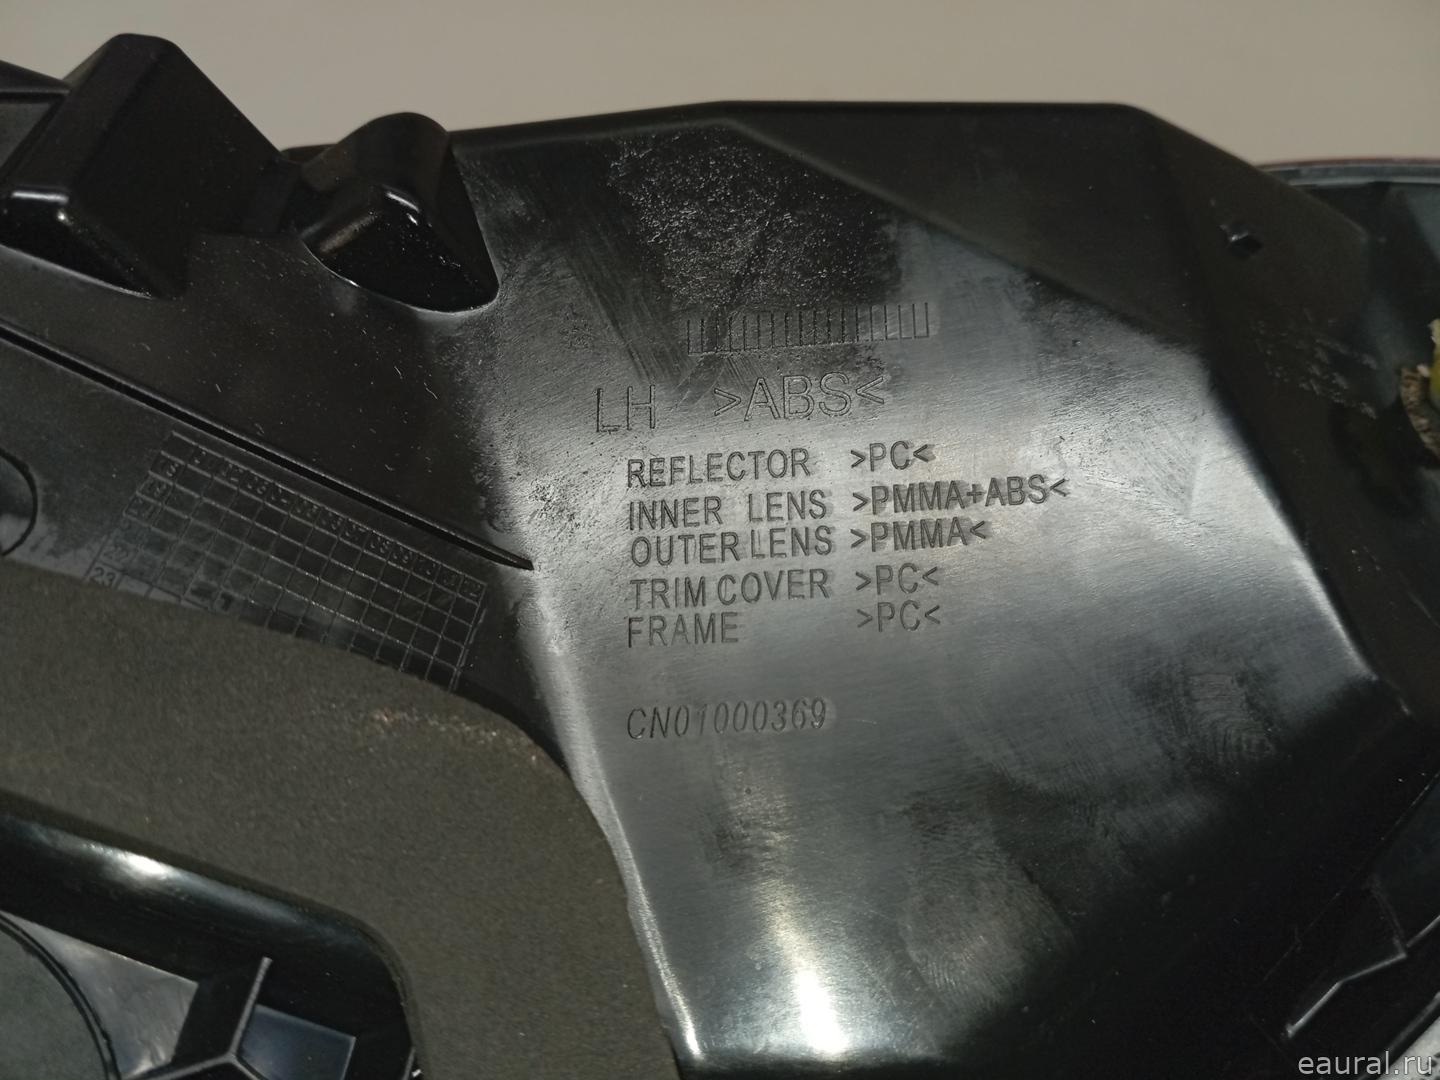 LH >ABS<
REFLECTOR >PC<
INNER LENS >PMMA+ABS<
OUTER LENS >PMMA<
TRIM COVER >PC<
FRAME >PC<
CN01000369
23
eaural.ru